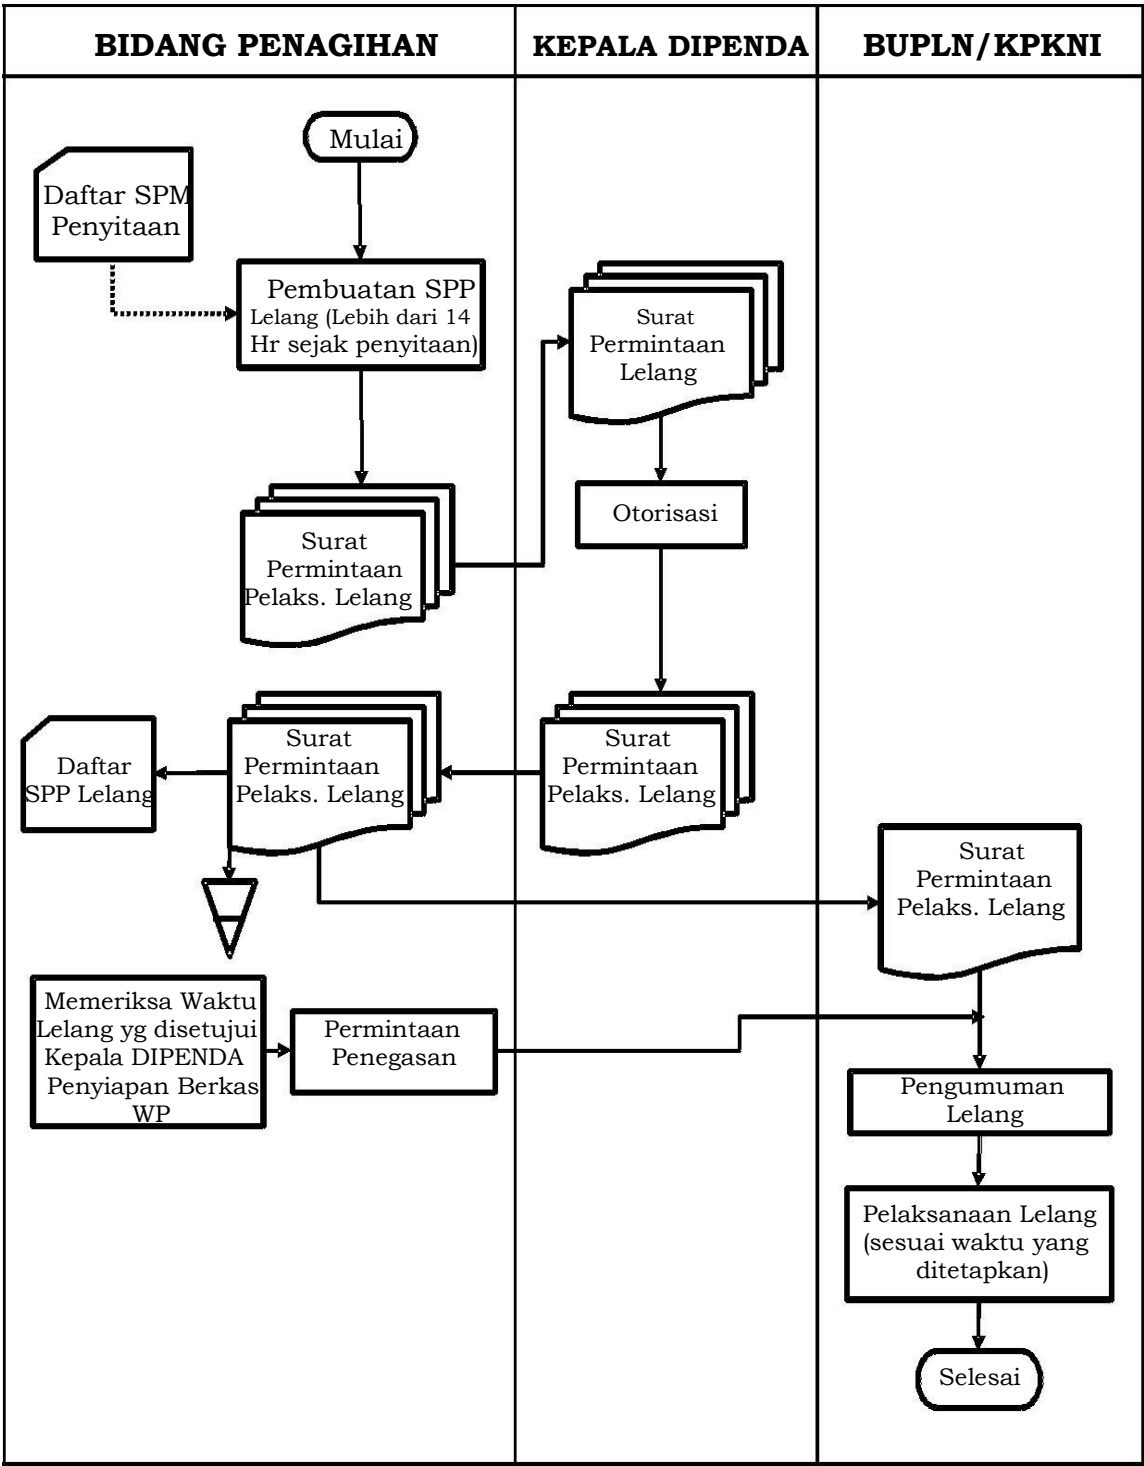 BIDANG PENAGIHAN
KEPALA DIPENDA
BUPLN/KPKNI
Mulai
Daftar SPM
Penyitaan
Pembuatan SPP
Lelang (Lebih dari 14
Hr sejak penyitaan)
Surat
Permintaan
Lelang
Otorisasi
Surat
Permintaan
Pelaks. Lelang
Daftar
SPP Lelang
Surat
Permintaan
Pelaks. Lelang
Surat
Permintaan
Pelaks. Lelang
Surat
Permintaan
Pelaks. Lelang
Memeriksa Waktu
Lelang yg disetujui
Kepala DIPENDA
Penyiapan Berkas
WP
Permintaan
Penegasan
Pengumuman
Lelang
Pelaksanaan Lelang
(sesuai waktu yang
ditetapkan)
Selesai